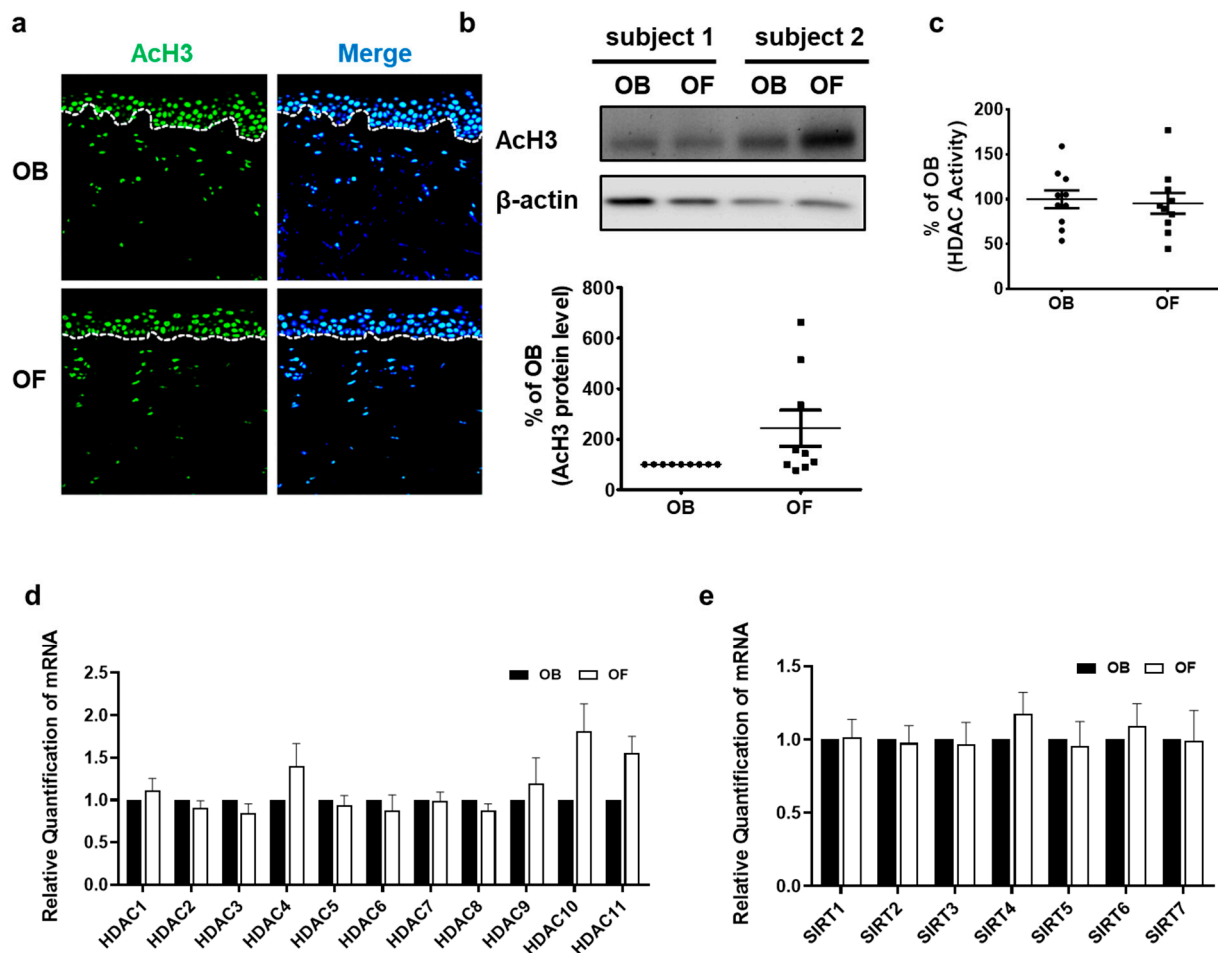 a
AcH3 Merge
OB
OF
b
subject 1 subject 2
OB OF OB OF
AcH3
β-actin
% of OB
(AcH3 protein level)
800
600
400
200
0
OB OF
c
% of OB
(HDAC Activity)
200
150
100
50
0
OB OF
d
Relative Quantification of mRNA
2.5
2.0
1.5
1.0
0.5
0.0
OB OF
HDAC1 HDAC2 HDAC3 HDAC4 HDAC5 HDAC6 HDAC7 HDAC8 HDAC9 HDAC10 HDAC11
e
Relative Quantification of mRNA
1.5
1.0
0.5
0.0
OB OF
SIRT1 SIRT2 SIRT3 SIRT4 SIRT5 SIRT6 SIRT7